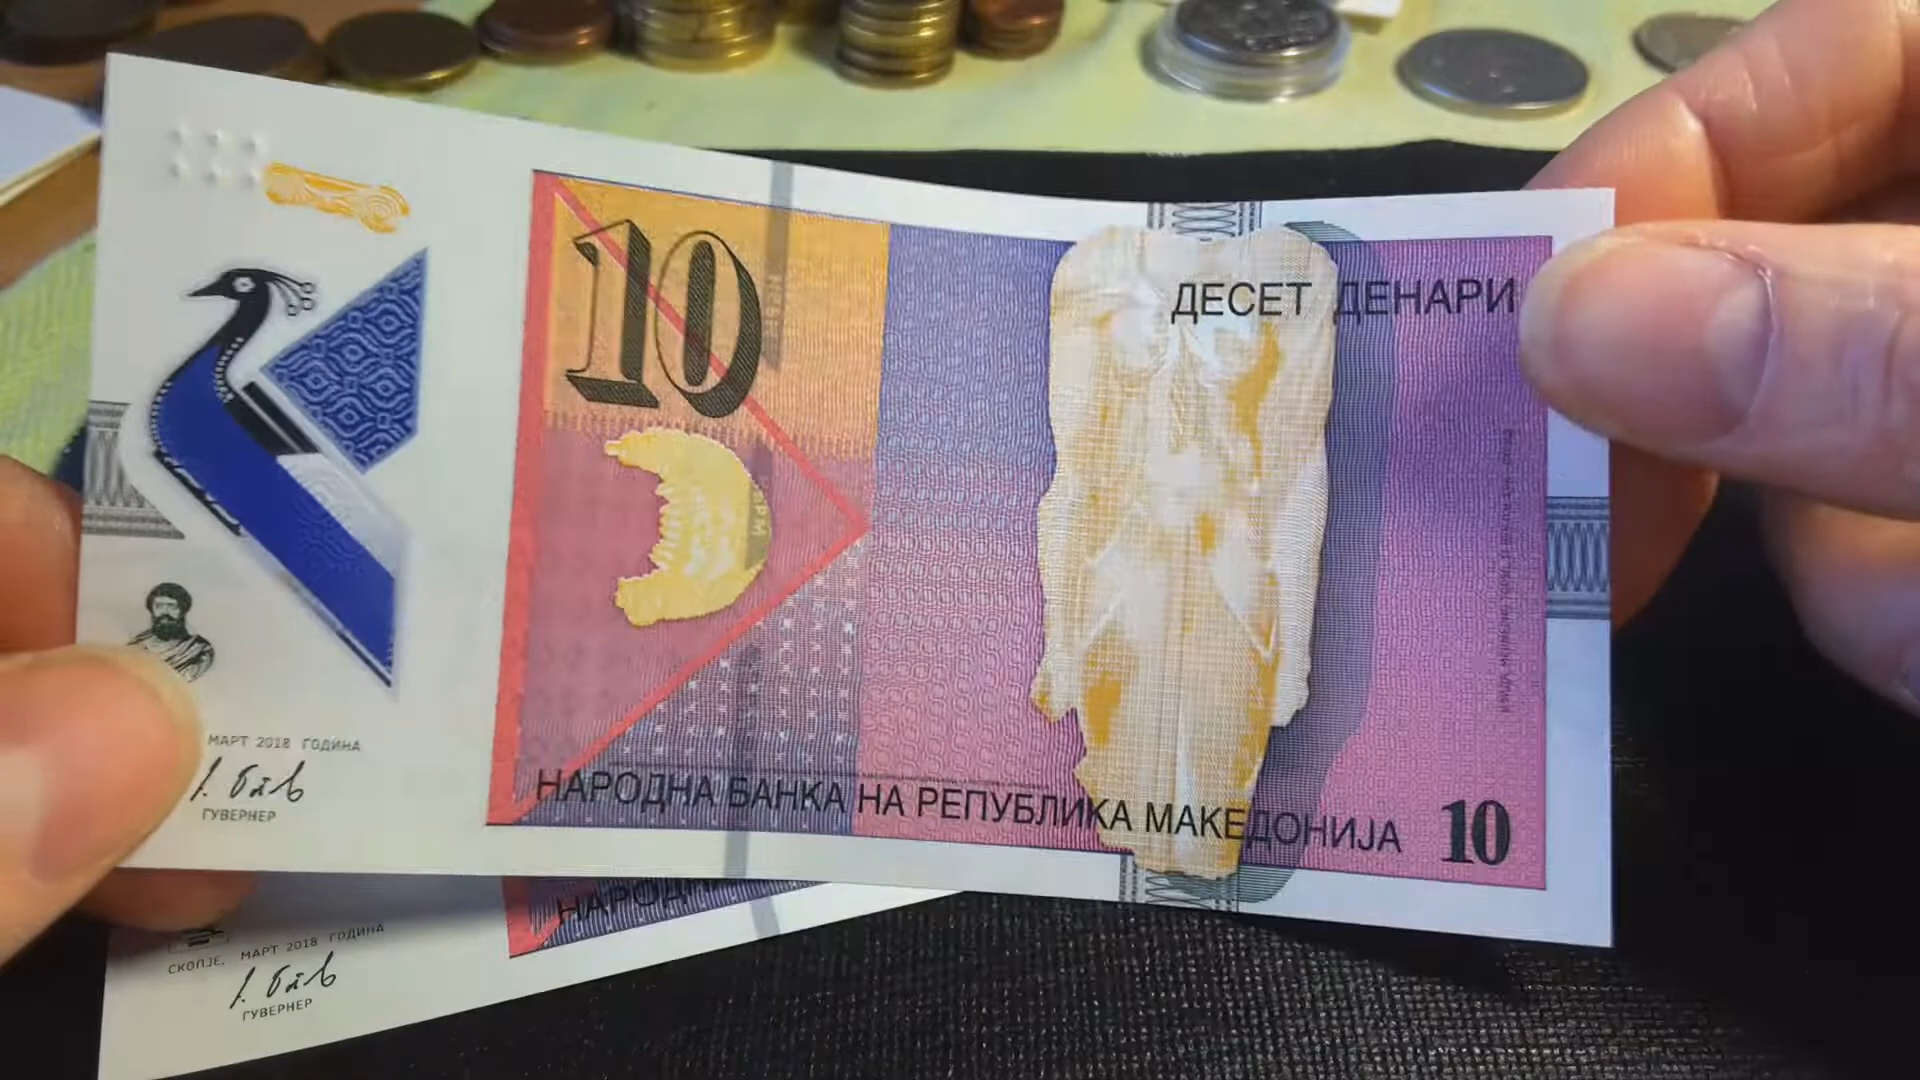 10
ДЕСЕТ ДЕНАРИ
МАРТ 2018 ГОДИНА
ГУВЕРНЕР
НАРОДНА БАНКА НА РЕПУБЛИКА МАКЕДОНИЈА 10
СКОПЈЕ, МАРТ 2018 ГОДИНА
ГУВЕРНЕР